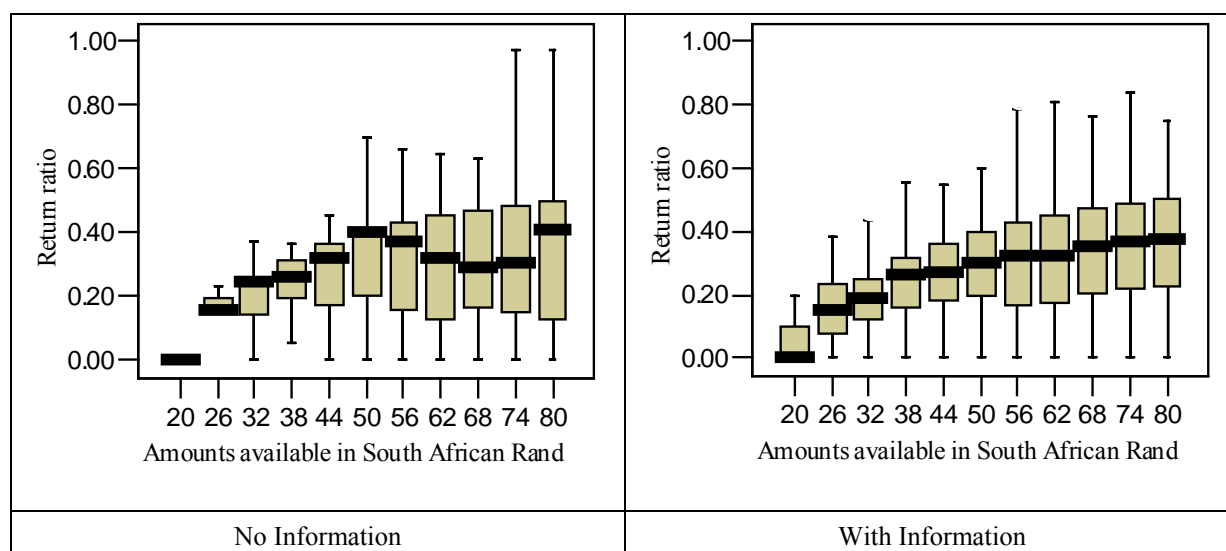 1.00
0.80
0.60
0.40
0.20
0.00
Return ratio
20 26 32 38 44 50 56 62 68 74 80
Amounts available in South African Rand
No Information
1.00
0.80
0.60
0.40
0.20
0.00
Return ratio
20 26 32 38 44 50 56 62 68 74 80
Amounts available in South African Rand
With Information